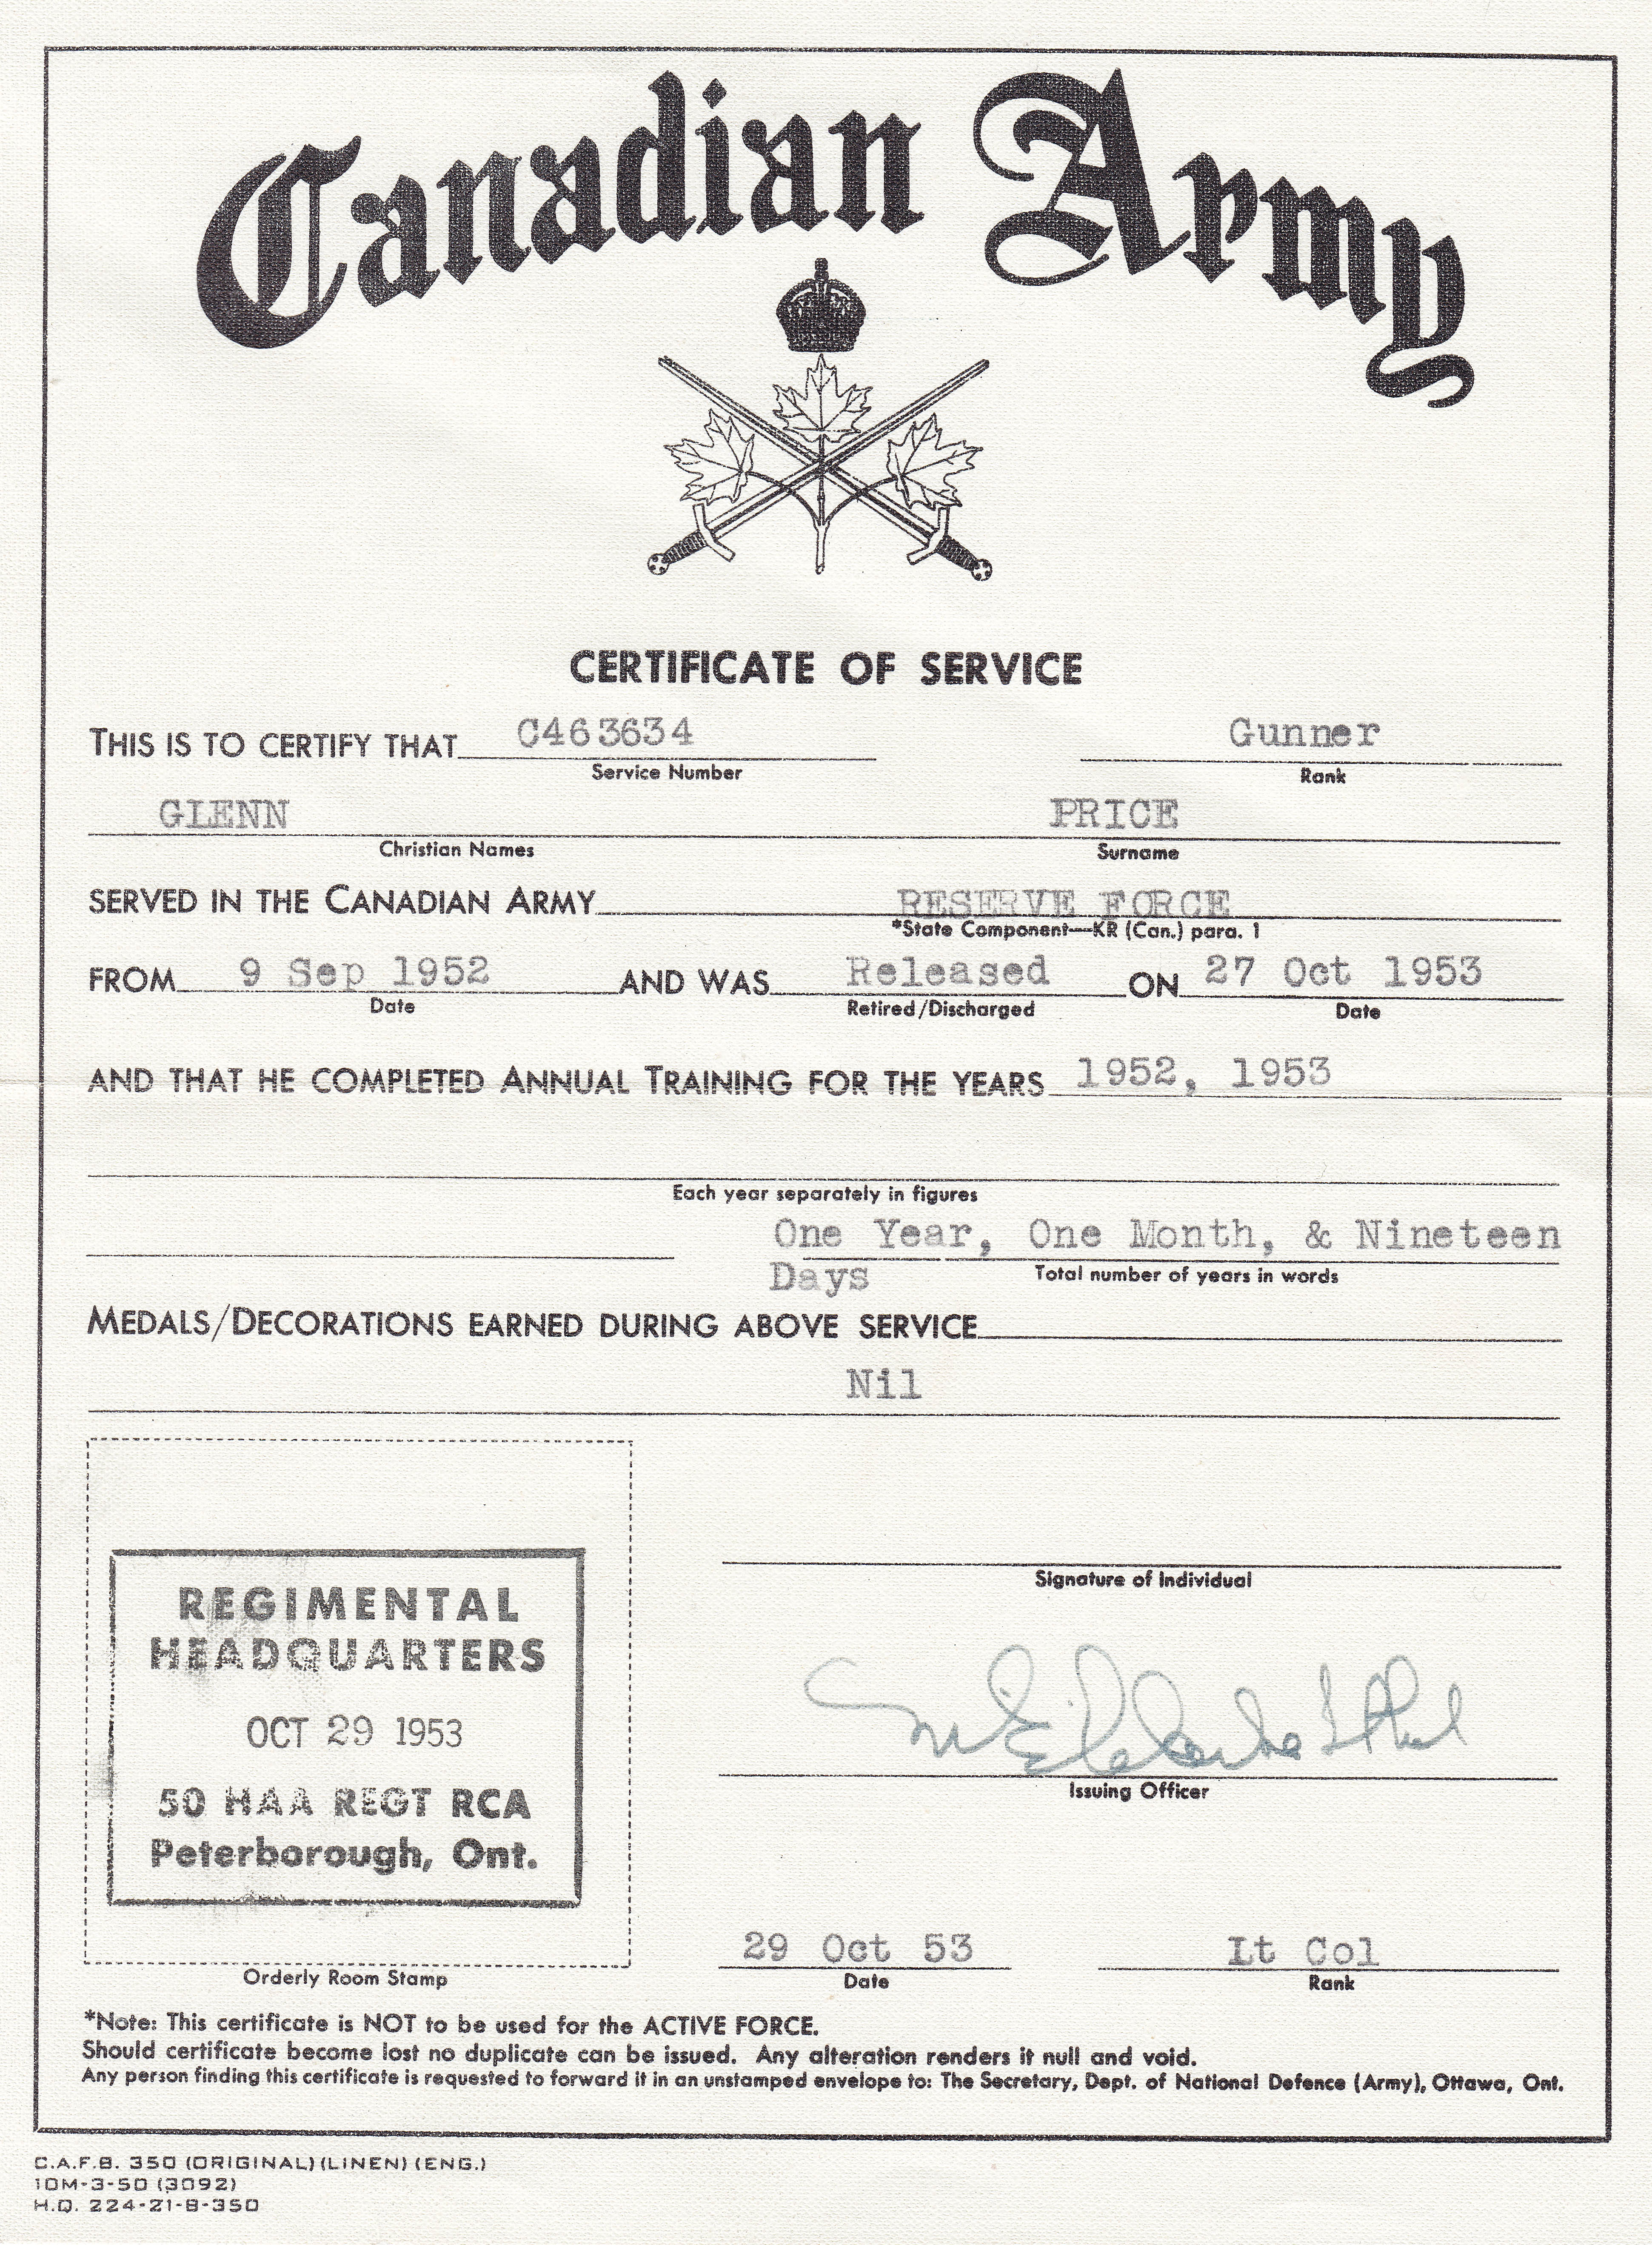 Canadian Army
CERTIFICATE OF SERVICE
THIS IS TO CERTIFY THAT C463634 Gunner
Service Number Rank
GLENN PRICE
Christian Names Surname
SERVED IN THE CANADIAN ARMY RESERVE FORCE
*State Component—KR (Can.) para. 1
FROM 9 Sep 1952 AND WAS Released ON 27 Oct 1953
Date Retired/Discharged Date
AND THAT HE COMPLETED ANNUAL TRAINING FOR THE YEARS 1952, 1953
Each year separately in figures
One Year, One Month, & Nineteen
Days Total number of years in words
MEDALS/DECORATIONS EARNED DURING ABOVE SERVICE
Nil
Signature of Individual
REGIMENTAL
HEADQUARTERS
OCT 29 1953
50 HAA REGT RCA
Peterborough, Ont.
Issuing Officer
29 Oct 53 Lt Col
Orderly Room Stamp Date Rank
*Note: This certificate is NOT to be used for the ACTIVE FORCE.
Should certificate become lost no duplicate can be issued. Any alteration renders it null and void.
Any person finding this certificate is requested to forward it in an unstamped envelope to: The Secretary, Dept. of National Defence (Army), Ottawa, Ont.
C.A.F.B. 350 (ORIGINAL) (LINEN) (ENG.)
10M-3-50 (3092)
H.Q. 224-21-B-350